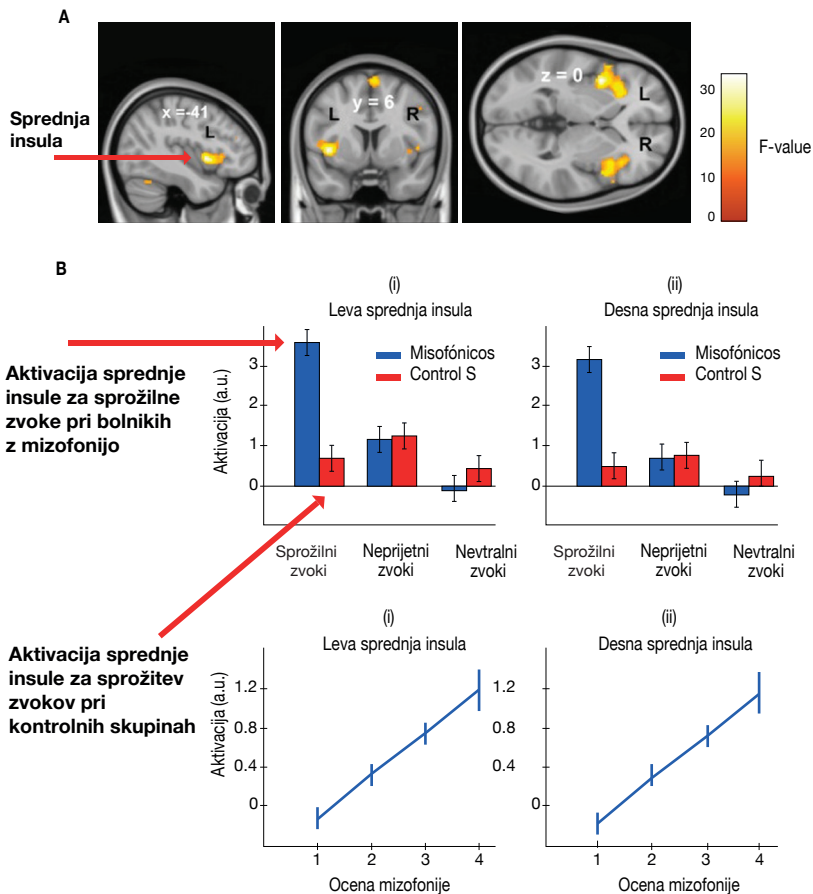 A
Sprednja
insula
x =-41
L
L
y = 6
R
z = 0
L
R
30
20
10
0
F-value
B
(i)
Leva sprednja insula
Aktivacija (a.u.)
3
2
1
0
Misofónicos
Control S
Sprožilni
zvoki
Neprijetni
zvoki
Nevtralni
zvoki
(ii)
Desna sprednja insula
3
2
1
0
Misofónicos
Control S
Sprožilni
zvoki
Neprijetni
zvoki
Nevtralni
zvoki
Aktivacija sprednje
insule za sprožilne
zvoke pri bolnikih
z mizofonijo
Aktivacija sprednje
insule za sprožitev
zvokov pri
kontrolnih skupinah
(i)
Leva sprednja insula
Aktivacija (a.u.)
1.2
0.4
0
1
2
3
4
Ocena mizofonije
(ii)
Desna sprednja insula
1.2
0.4
0
1
2
3
4
Ocena mizofonije